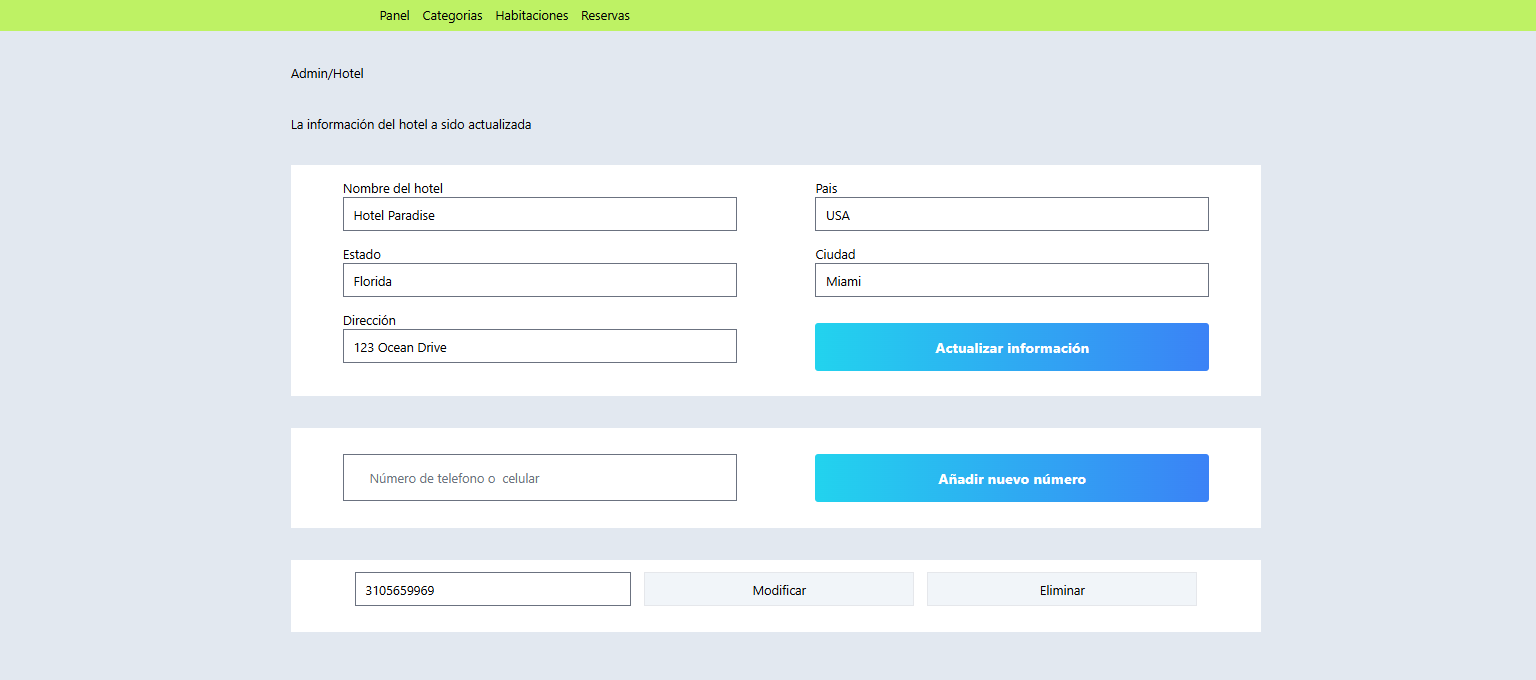 Panel Categorias Habitaciones Reservas
Admin/Hotel
La información del hotel a sido actualizada
Nombre del hotel
Hotel Paradise
Pais
USA
Estado
Florida
Ciudad
Miami
Dirección
123 Ocean Drive
Actualizar información
Número de telefono o  celular
Añadir nuevo número
3105659969
Modificar
Eliminar